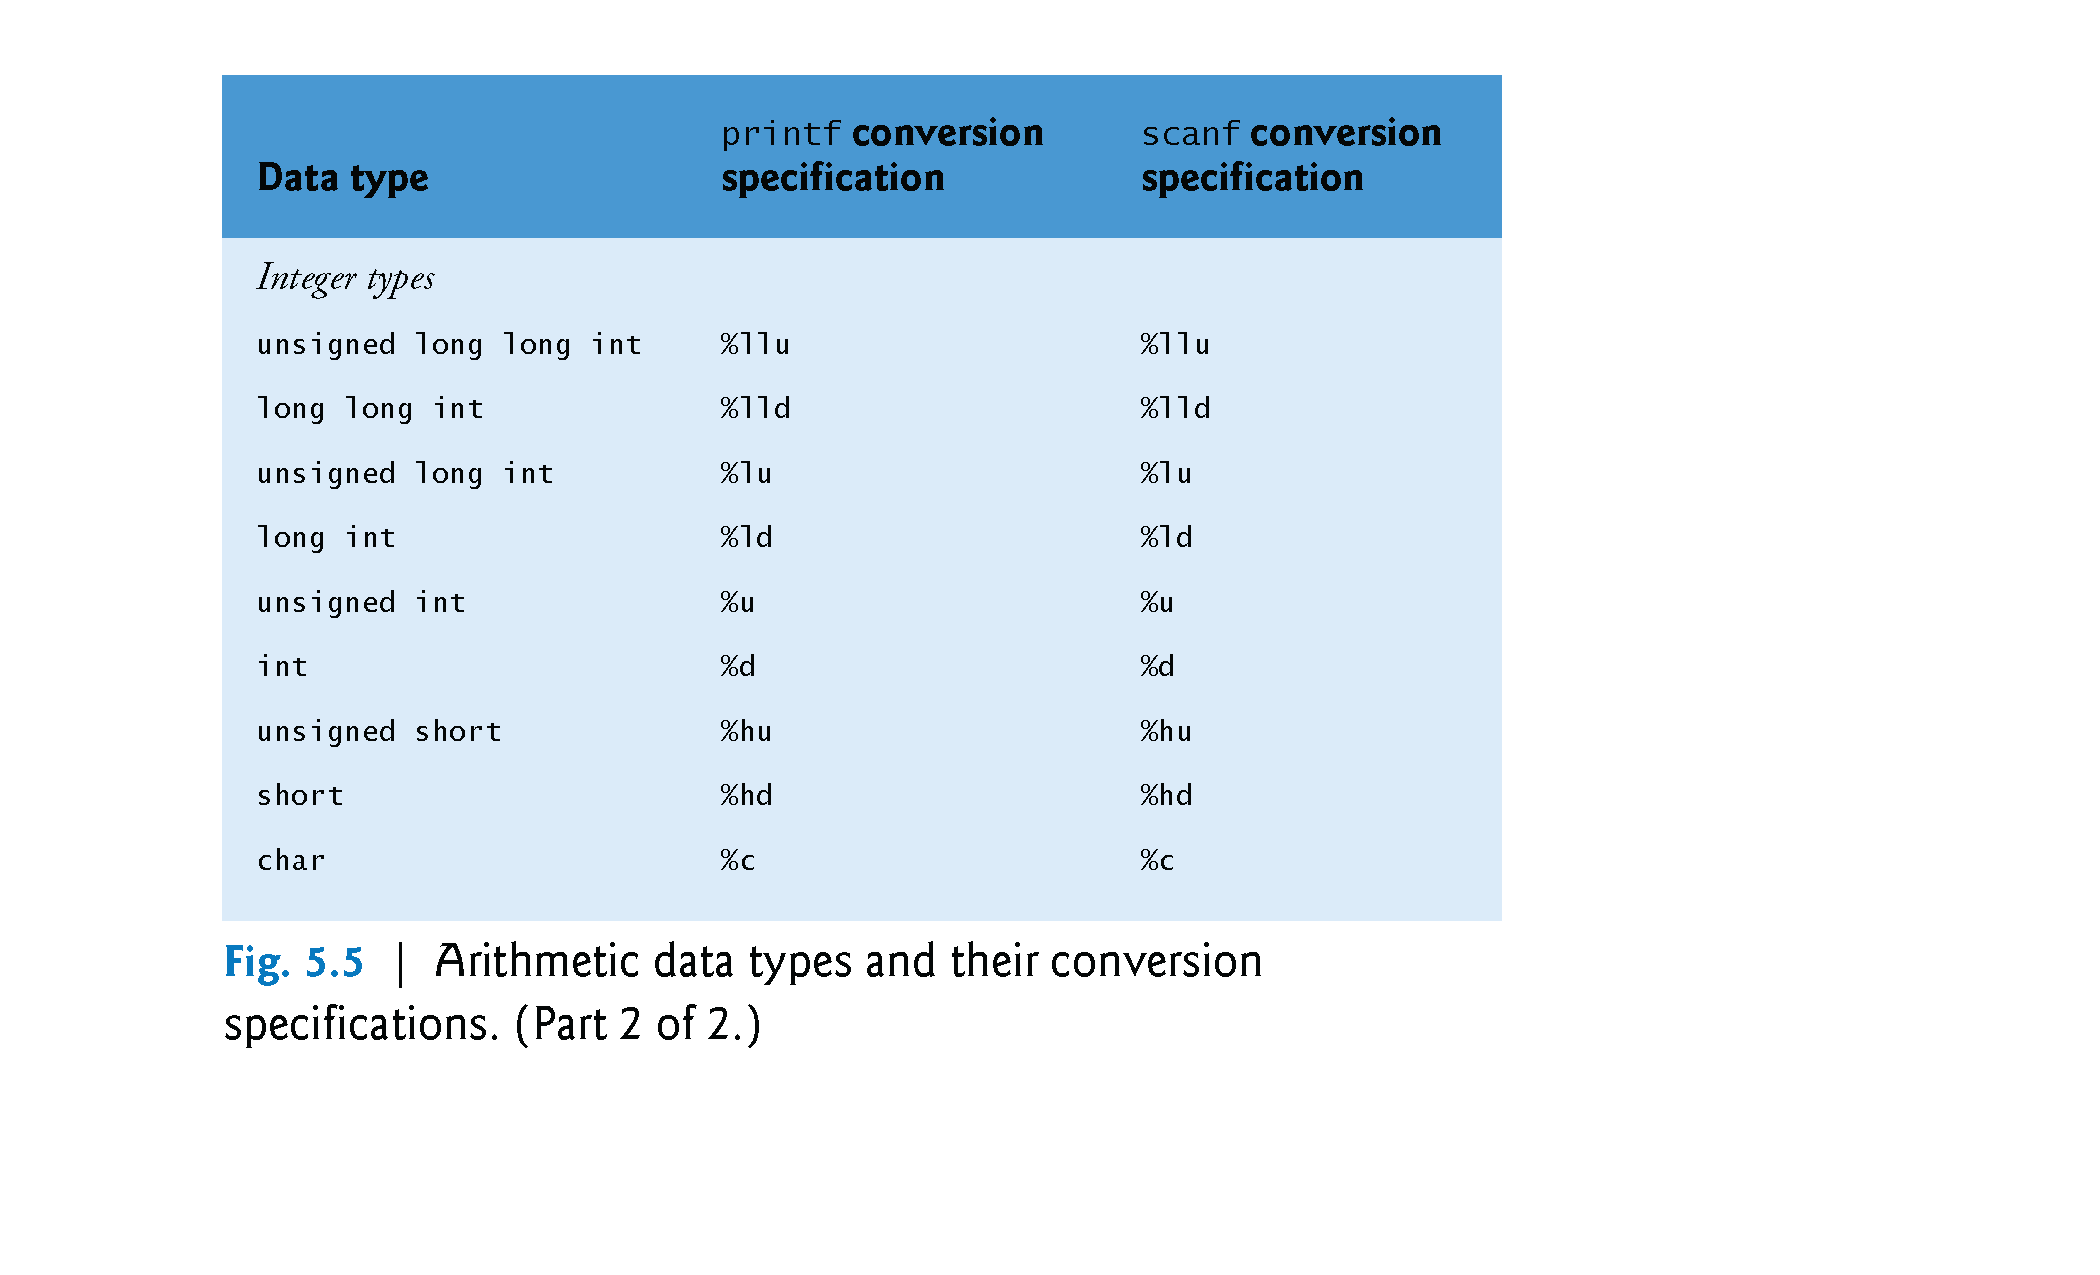 Data type printf conversion specification scanf conversion specification
Integer types
unsigned long long int %llu %llu
long long int %lld %lld
unsigned long int %lu %lu
long int %ld %ld
unsigned int %u %u
int %d %d
unsigned short %hu %hu
short %hd %hd
char %c %c
Fig. 5.5 | Arithmetic data types and their conversion
specifications. (Part 2 of 2.)